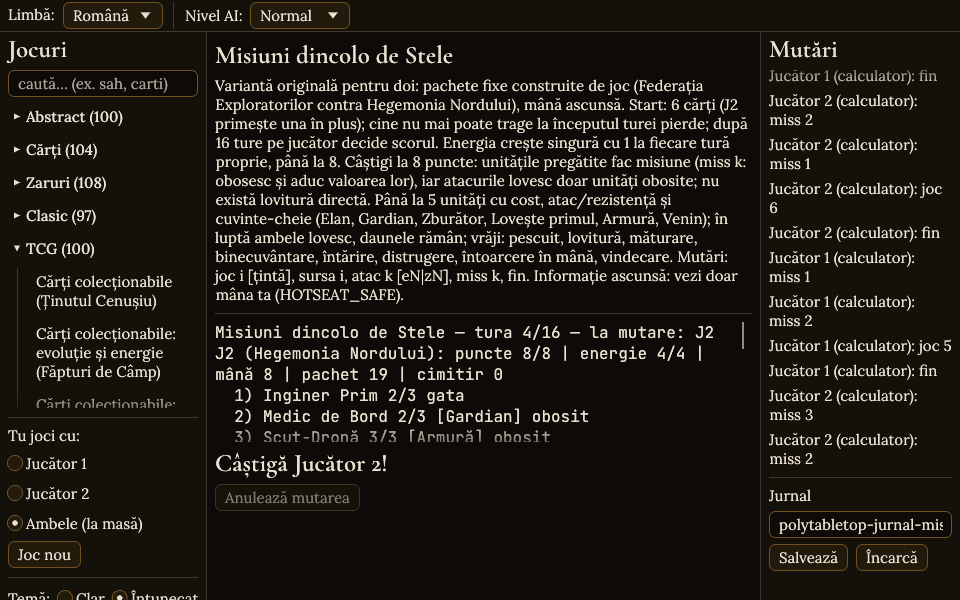 Limbă: Română Nivel AI: Normal
Jocuri
caută... (ex. sah, carti)
Abstract (100)
Cărți (104)
Zaruri (108)
Clasic (97)
TCG (100)
Cărți colecționabile
(Ținutul Cenușiu)
Cărți colecționabile:
evoluție și energie
(Făpturi de Câmp)
Cărți colecționabile:
Tu joci cu:
Jucător 1
Jucător 2
Ambele (la masă)
Joc nou
Temă: Clar Întunecat
Misiuni dincolo de Stele
Variantă originală pentru doi: pachete fixe construite de joc (Federația
Exploratorilor contra Hegemonia Nordului), mână ascunsă. Start: 6 cărți (J2
primește una în plus); cine nu mai poate trage la începutul turei pierde; după
16 ture pe jucător decide scorul. Energia crește singură cu 1 la fiecare tură
proprie, până la 8. Câștigi la 8 puncte: unitățile pregătite fac misiune (miss k:
obosesc și aduc valoarea lor), iar atacurile lovesc doar unități obosite; nu
există lovitură directă. Până la 5 unități cu cost, atac/rezistență și
cuvinte-cheie (Elan, Gardian, Zburător, Lovește primul, Armură, Venin); în
luptă ambele lovesc, daunele rămân; vrăji: pescuit, lovitură, măturare,
binecuvântare, întărire, distrugere, întoarcere în mână, vindecare. Mutări:
joc i [țintă], sursa i, atac k [eN|zN], miss k, fin. Informație ascunsă: vezi doar
mâna ta (HOTSEAT_SAFE).
Misiuni dincolo de Stele — tura 4/16 — la mutare: J2
J2 (Hegemonia Nordului): puncte 8/8 | energie 4/4 |
mână 8 | pachet 19 | cimitir 0
1) Inginer Prim 2/3 gata
2) Medic de Bord 2/3 [Gardian] obosit
3) Scut-Dronă 3/3 [Armură] obosit
Câștigă Jucător 2!
Anulează mutarea
Mutări
Jucător 1 (calculator): fin
Jucător 2 (calculator):
miss 2
Jucător 2 (calculator):
miss 1
Jucător 2 (calculator): joc
6
Jucător 2 (calculator): fin
Jucător 1 (calculator):
miss 1
Jucător 1 (calculator):
miss 2
Jucător 1 (calculator): joc 5
Jucător 1 (calculator): fin
Jucător 2 (calculator):
miss 3
Jucător 2 (calculator):
miss 2
Jurnal
polytabletop-jurnal-mis
Salvează Încarcă